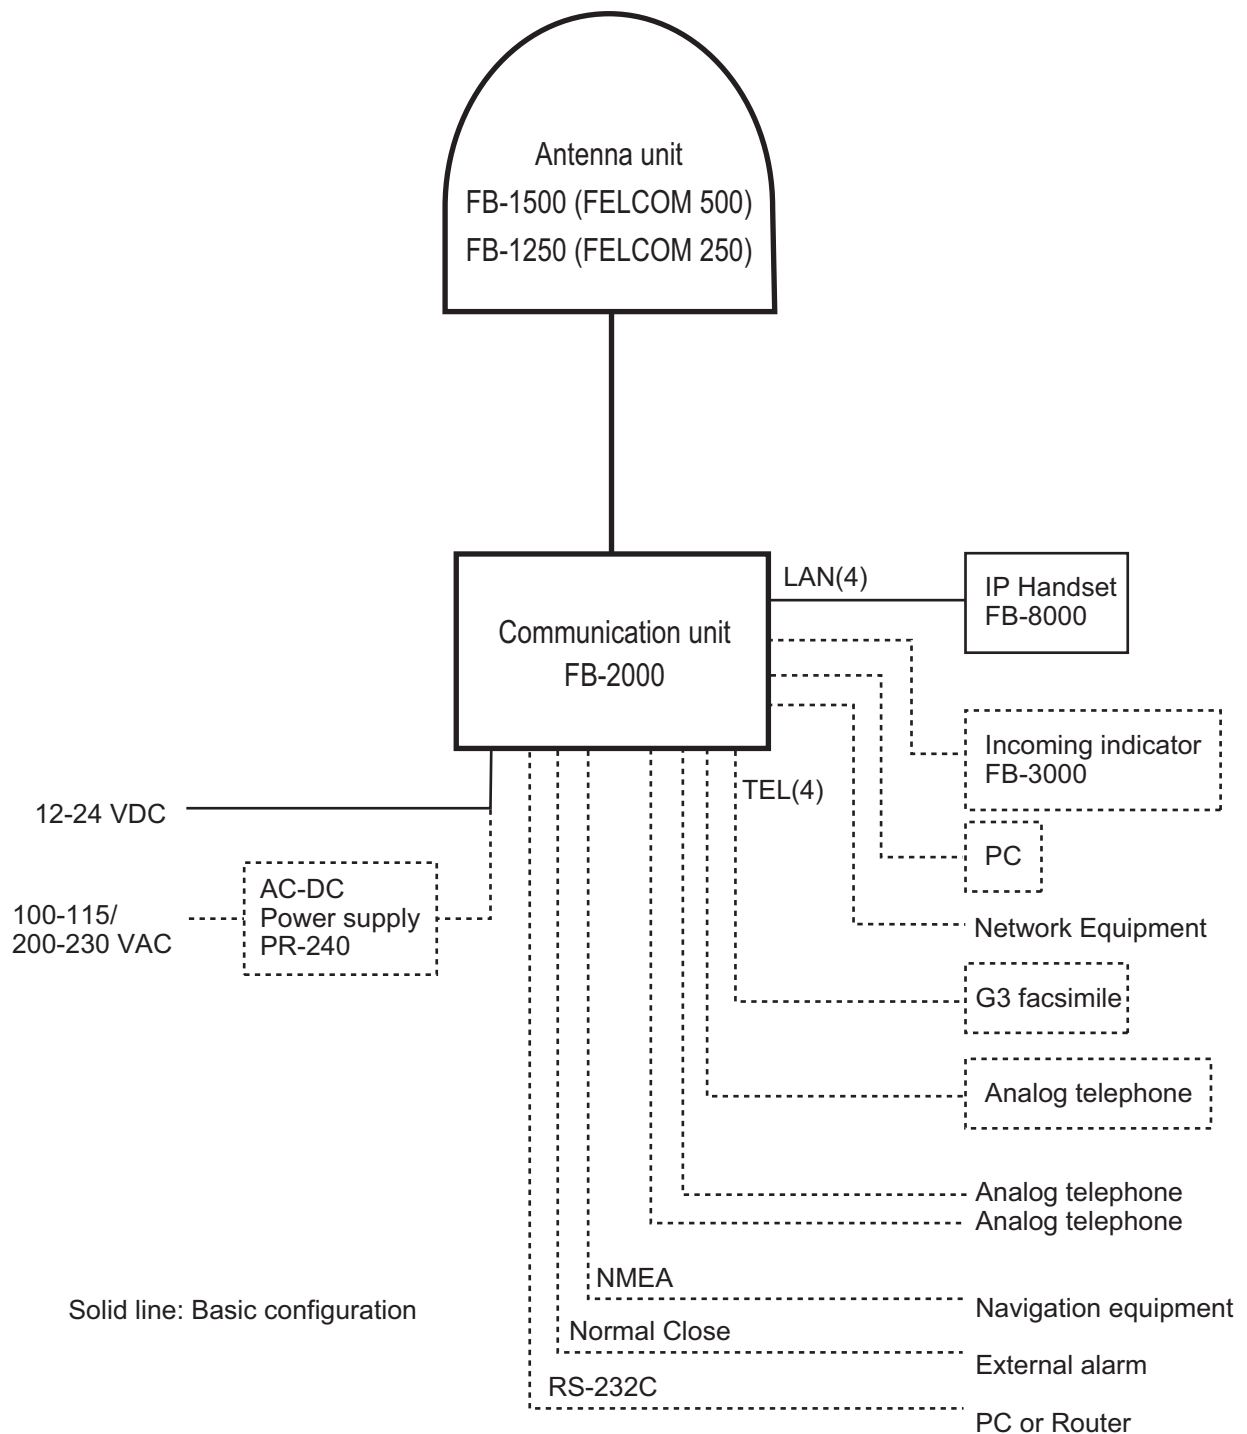 Antenna unit
FB-1500 (FELCOM 500)
FB-1250 (FELCOM 250)
LAN(4)
IP Handset
FB-8000
Communication unit
FB-2000
Incoming indicator
FB-3000
TEL(4)
12-24 VDC
PC
AC-DC
Power supply
PR-240
100-115/
200-230 VAC
Network Equipment
G3 facsimile
Analog telephone
Analog telephone
Analog telephone
NMEA
Navigation equipment
Solid line: Basic configuration
Normal Close
External alarm
RS-232C
PC or Router